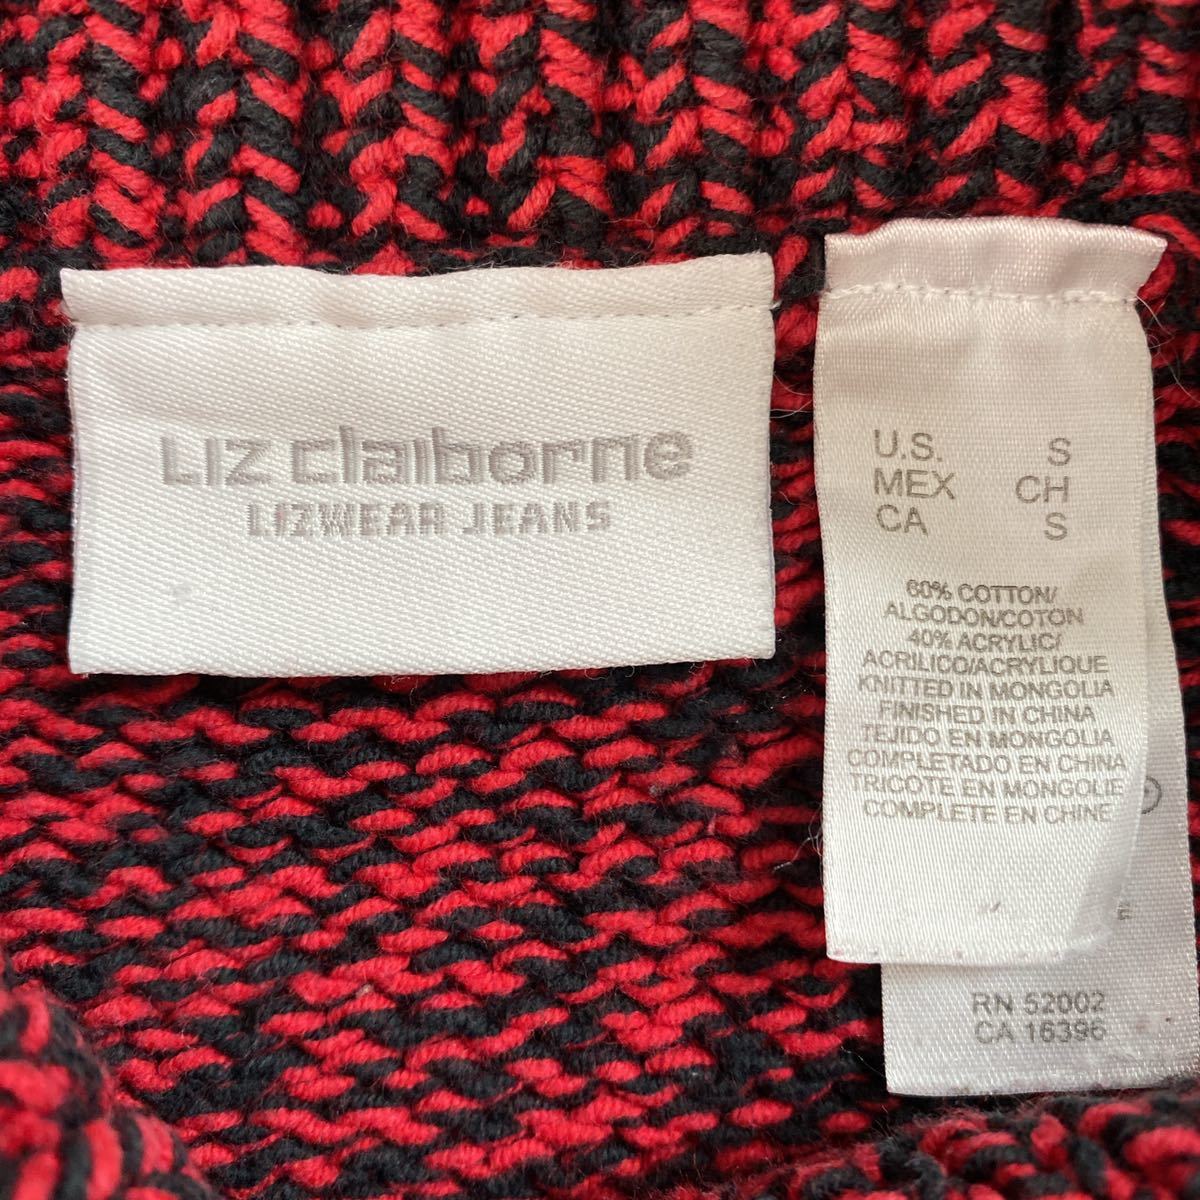 Liz claiborne
LIZWEAR JEANS
U.S. S
MEX CH
CA S
60% COTTON/
ALGODON/COTON
40% ACRYLIC/
ACRILICO/ACRYLIQUE
KNITTED IN MONGOLIA
FINISHED IN CHINA
TEJIDO EN MONGOLIA
COMPLETADO EN CHINA
TRICOTE EN MONGOLIE
COMPLETE EN CHINE
RN 52002
CA 16396